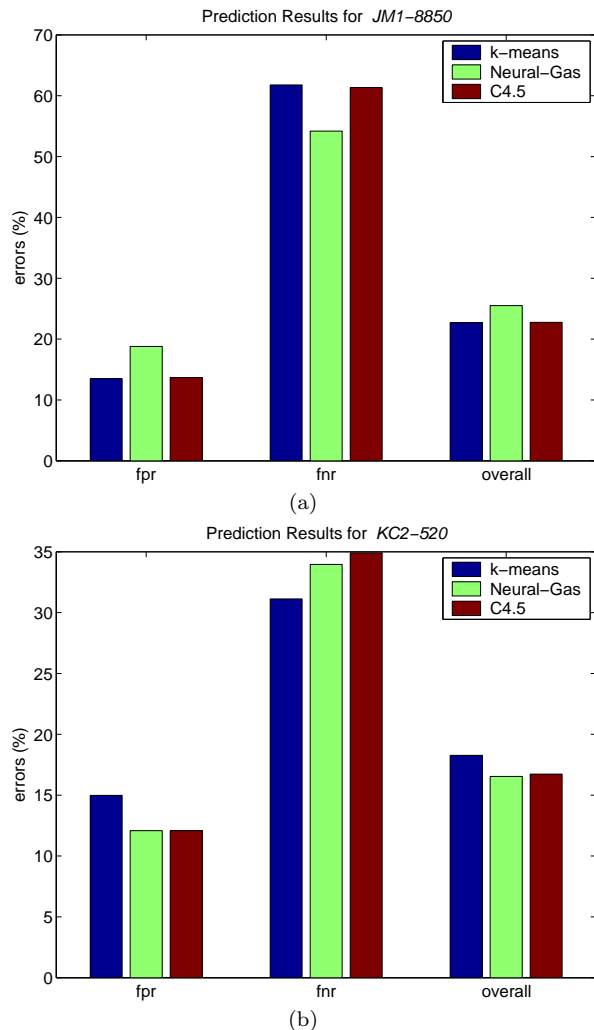 Prediction Results for JM1−8850
70
60
50
40
30
20
10
0
errors (%)
k−means
Neural−Gas
C4.5
fpr
fnr
overall
(a)
Prediction Results for KC2−520
35
30
25
20
15
10
5
0
errors (%)
k−means
Neural−Gas
C4.5
fpr
fnr
overall
(b)